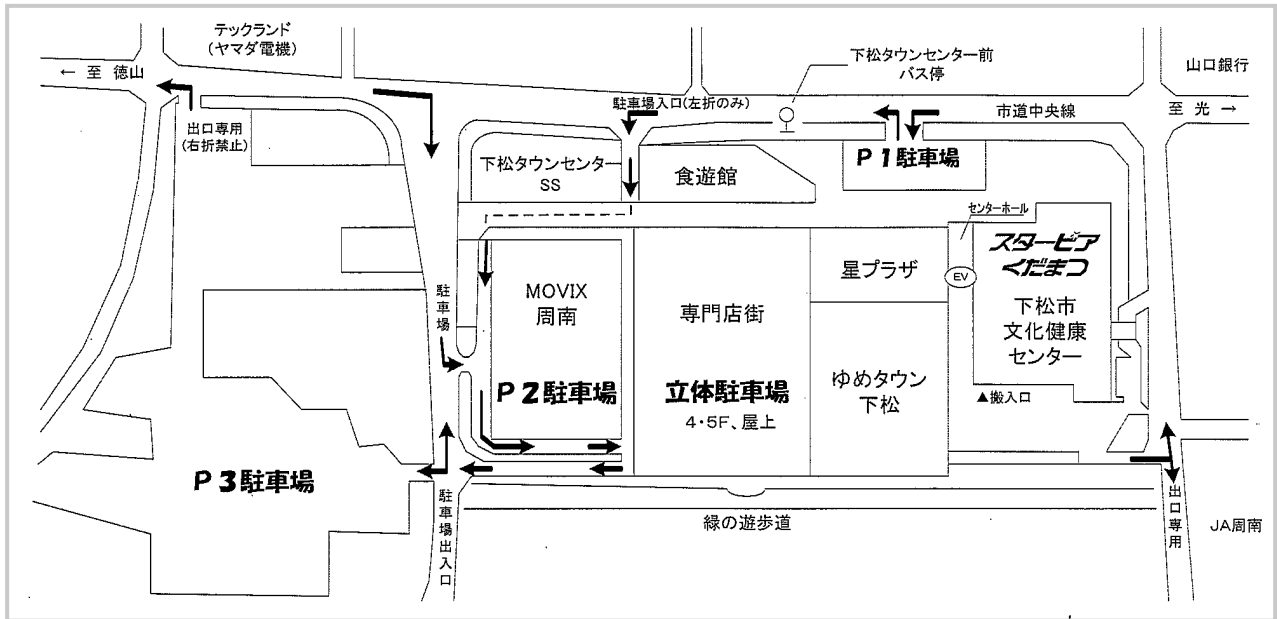 テックランド
(ヤマダ電機)
← 至 徳山
出口専用
(右折禁止)
下松タウンセンター
SS
駐車場入口(左折のみ)
食遊館
下松タウンセンター前
バス停
市道中央線
山口銀行
至 光 →
P1駐車場
センターホール
スターピア
くだまつ
EV
星プラザ
下松市
文化健康
センター
▲搬入口
MOVIX
周南
P2駐車場
専門店街
立体駐車場
4・5F、屋上
ゆめタウン
下松
駐車場
P3駐車場
駐車場出入口
緑の遊歩道
出口専用
JA周南